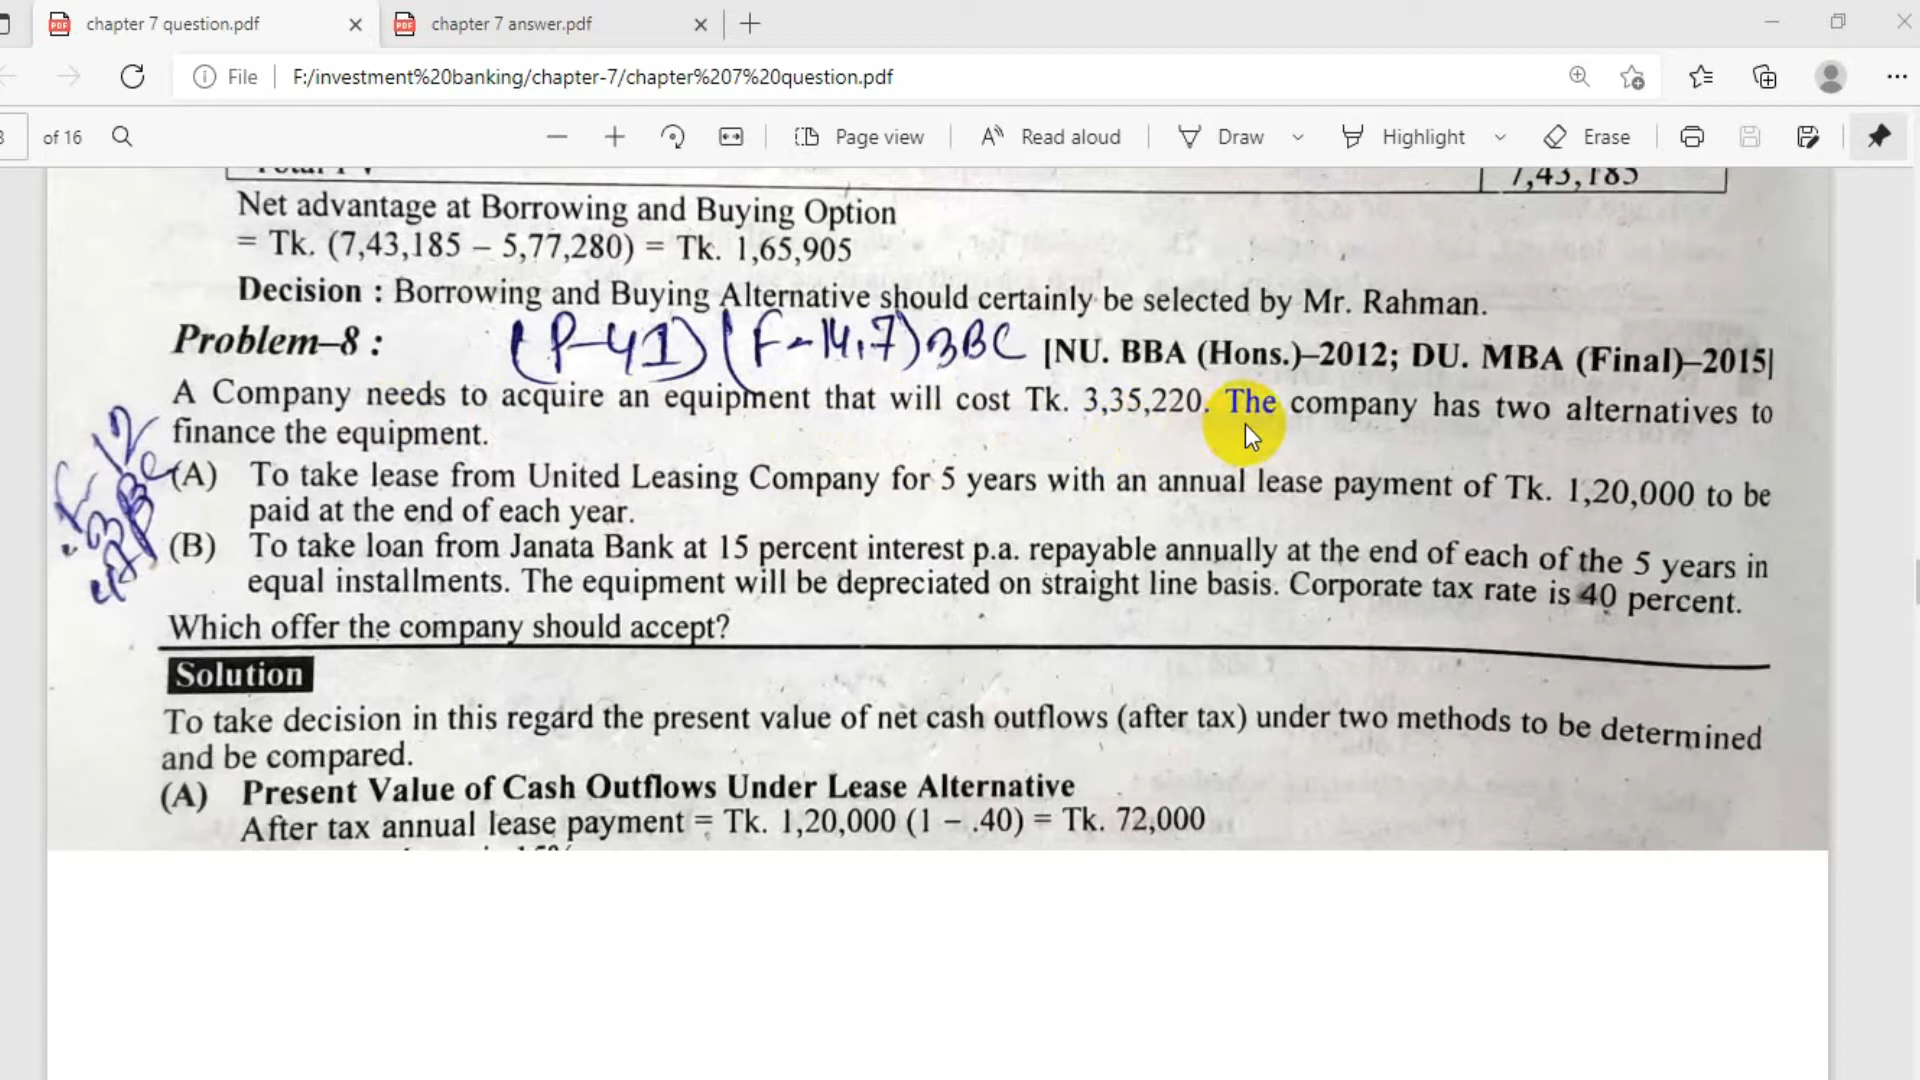 chapter 7 question.pdf
chapter 7 answer.pdf
File
F:/investment%20banking/chapter-7/chapter%207%20question.pdf
of 16
Page view
Read aloud
Draw
Highlight
Erase
7,43,185
Net advantage at Borrowing and Buying Option
= Tk. (7,43,185 – 5,77,280) = Tk. 1,65,905
Decision : Borrowing and Buying Alternative should certainly be selected by Mr. Rahman.
Problem–8 : (P-41) (F-14,7) BBC [NU. BBA (Hons.)–2012; DU. MBA (Final)–2015]
A Company needs to acquire an equipment that will cost Tk. 3,35,220. The company has two alternatives to
finance the equipment.
(A) To take lease from United Leasing Company for 5 years with an annual lease payment of Tk. 1,20,000 to be
paid at the end of each year.
(B) To take loan from Janata Bank at 15 percent interest p.a. repayable annually at the end of each of the 5 years in
equal installments. The equipment will be depreciated on straight line basis. Corporate tax rate is 40 percent.
Which offer the company should accept?
Solution
To take decision in this regard the present value of net cash outflows (after tax) under two methods to be determined
and be compared.
(A) Present Value of Cash Outflows Under Lease Alternative
After tax annual lease payment = Tk. 1,20,000 (1 – .40) = Tk. 72,000